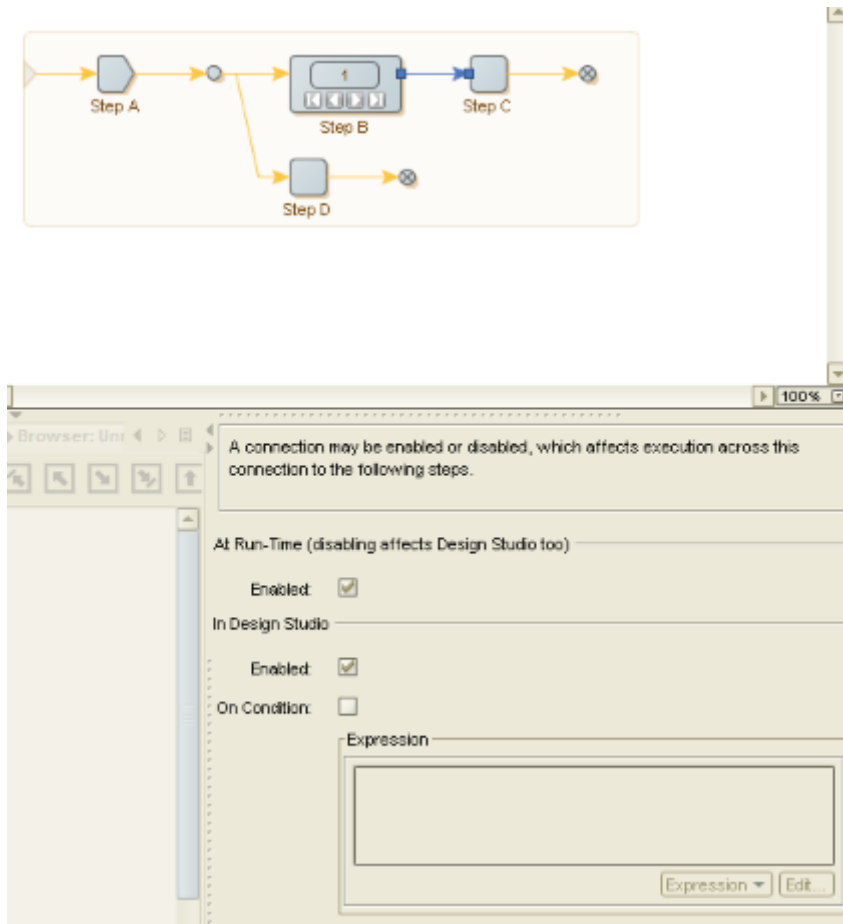 Step A
1
Step B
Step C
Step D
100%
Browser: Un
A connection may be enabled or disabled, which affects execution across this
connection to the following steps.
At Run-Time (disabling affects Design Studio too)
Enabled:
In Design Studio
Enabled:
On Condition:
Expression
Expression
Edit...